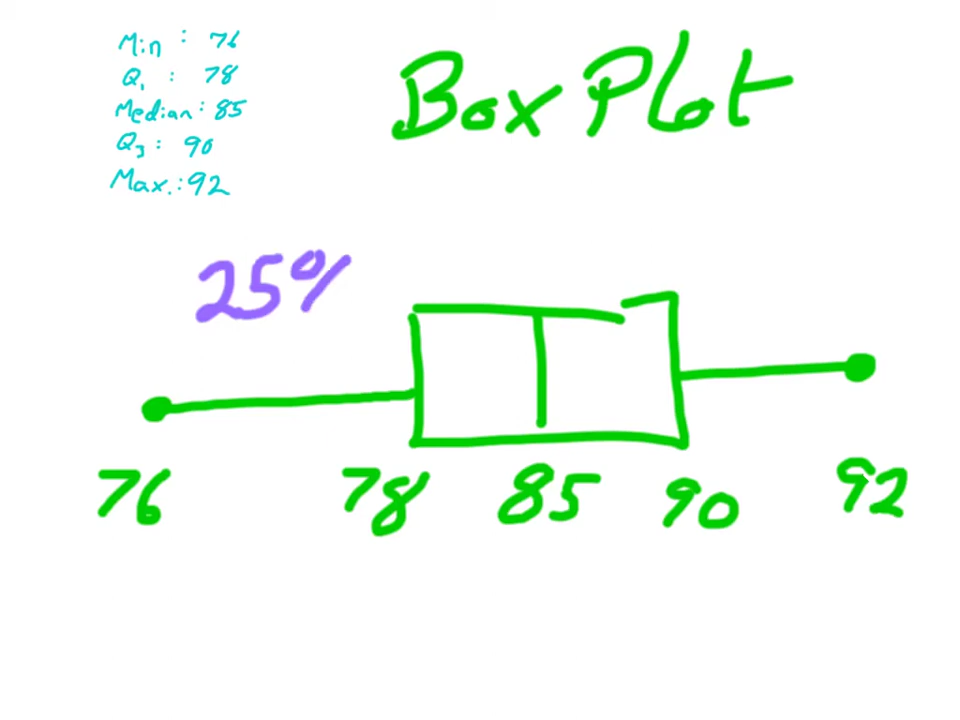 Min : 76
Q1 : 78
Median : 85
Q3 : 90
Max. : 92
Box Plot
25%
76 78 85 90 92